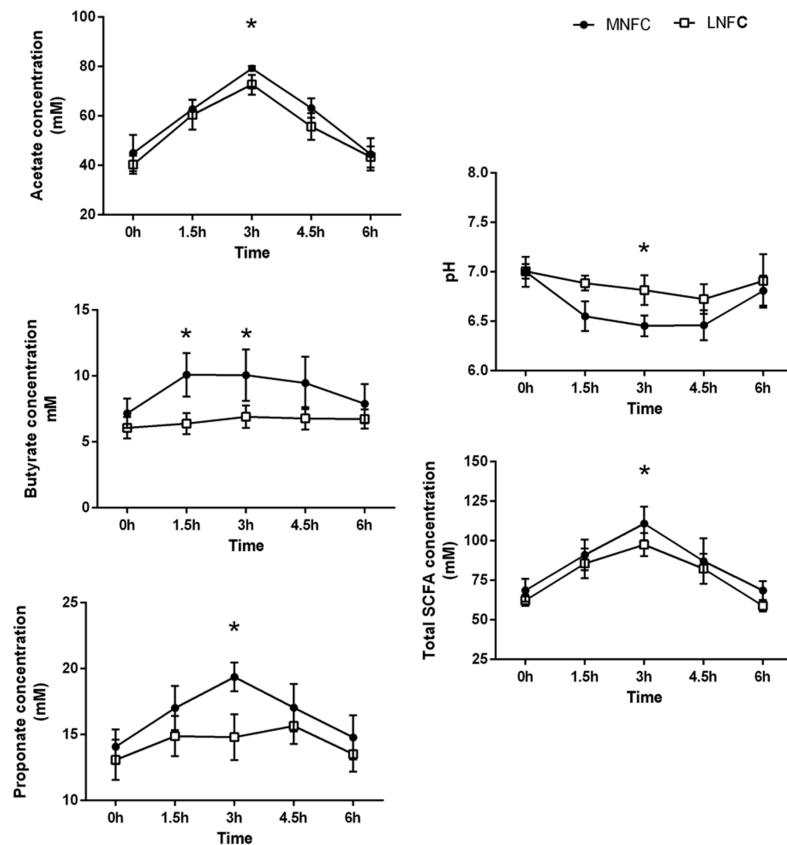 MNFC LNFC
*
100
80
60
40
20
Acetate concentration
(mM)
0h 1.5h 3h 4.5h 6h
Time
*
8.0
7.5
7.0
6.5
6.0
pH
0h 1.5h 3h 4.5h 6h
Time
* *
15
10
5
0
Butyrate concentration
mM
0h 1.5h 3h 4.5h 6h
Time
*
150
125
100
75
50
25
Total SCFA concentration
(mM)
0h 1.5h 3h 4.5h 6h
Time
*
25
20
15
10
Proponate concentration
(mM)
0h 1.5h 3h 4.5h 6h
Time